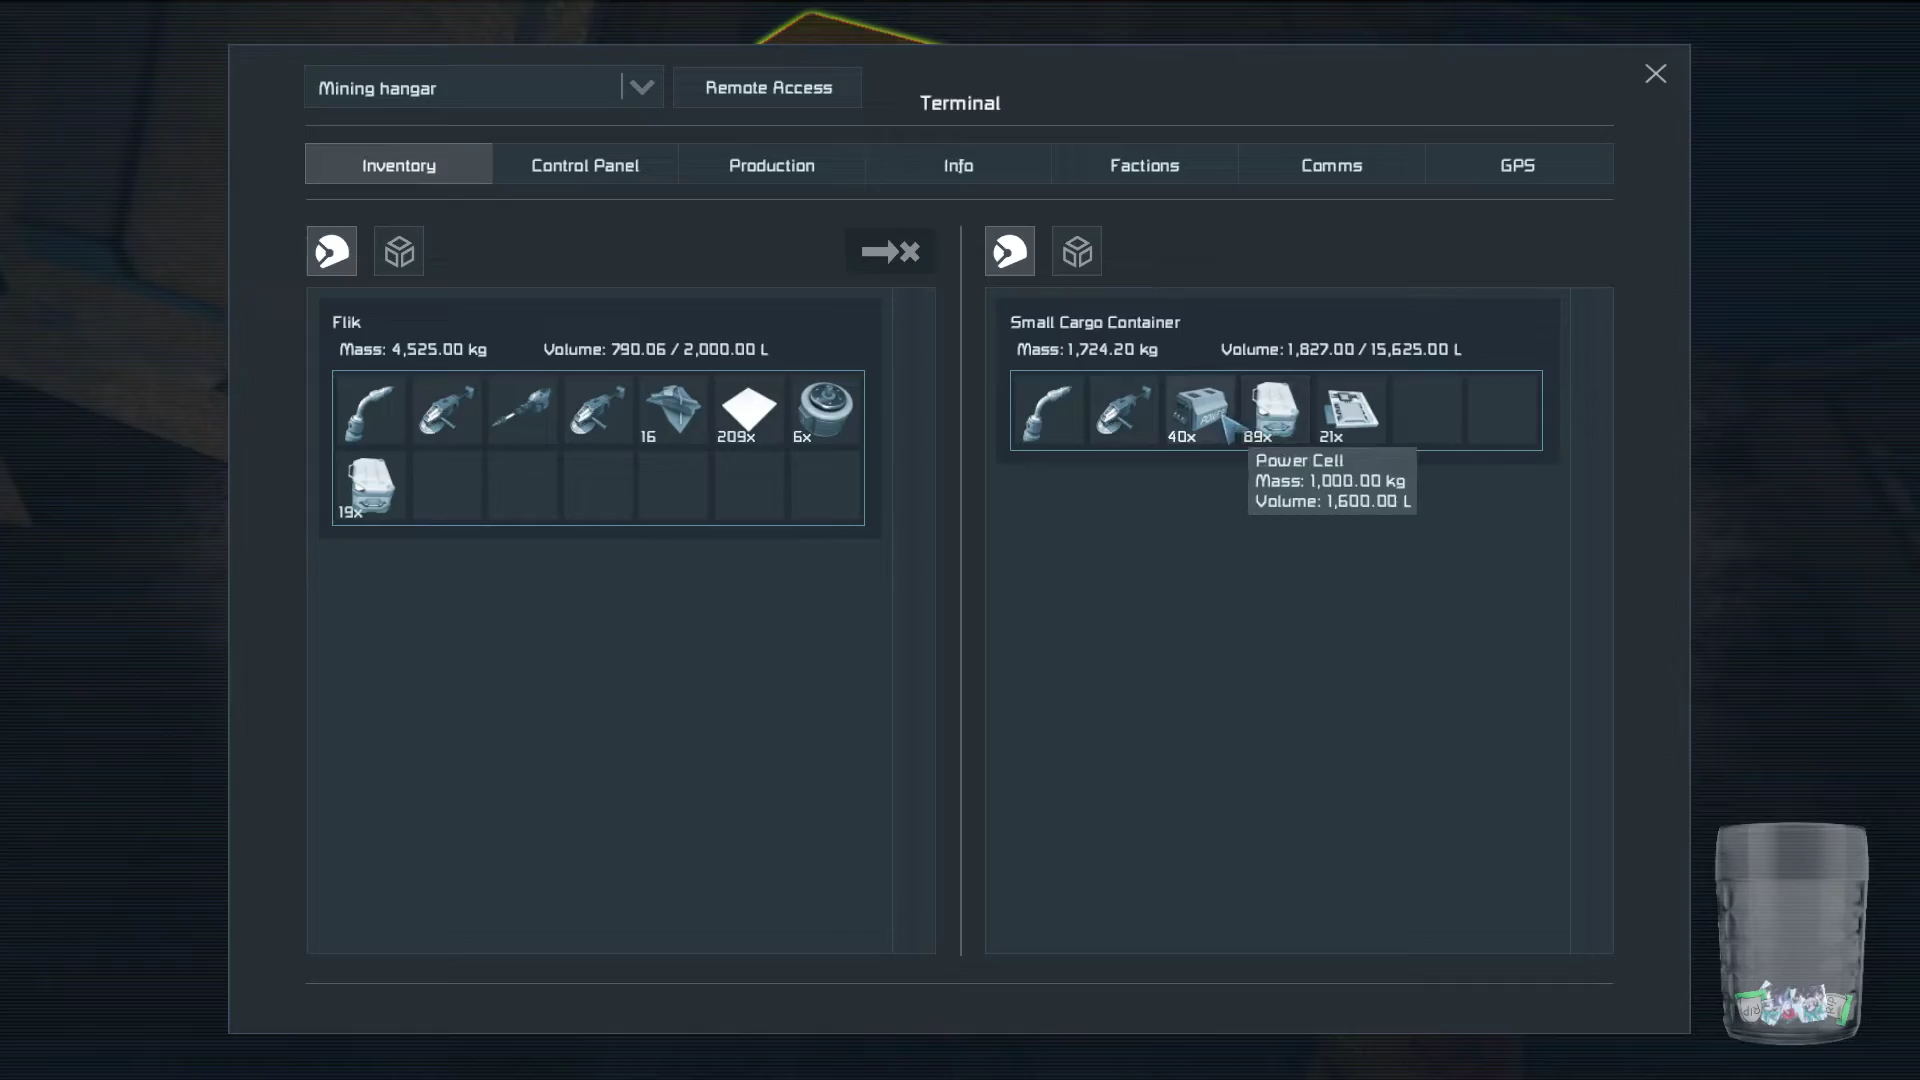 Mining hangar
Remote Access
Terminal
Inventory
Control Panel
Production
Info
Factions
Comms
GPS
Flik
Mass: 4,525.00 kg
Volume: 790.06 / 2,000.00 L
16
209x
6x
19x
Small Cargo Container
Mass: 1,724.20 kg
Volume: 1,827.00 / 15,625.00 L
40x
89x
21x
Power Cell
Mass: 1,000.00 kg
Volume: 1,600.00 L